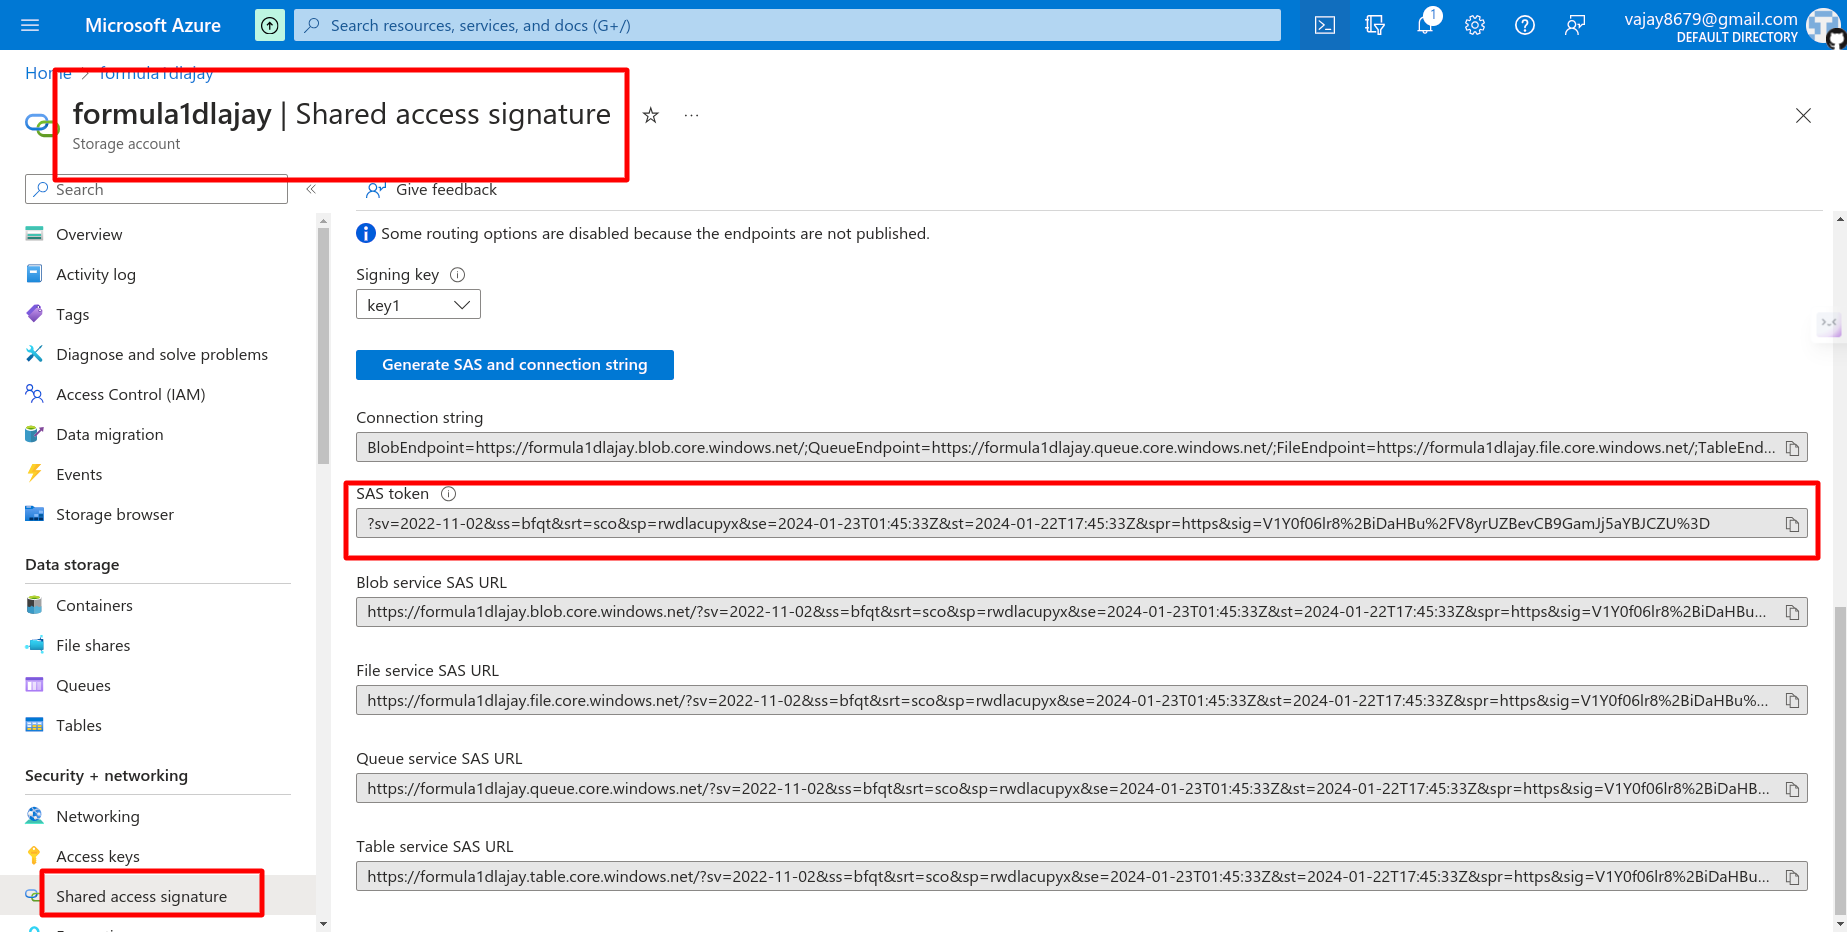 Microsoft Azure
Search resources, services, and docs (G+/)
1
vajay8679@gmail.com
DEFAULT DIRECTORY
Home > formula1dlajay
formula1dlajay | Shared access signature
Storage account
Search
Give feedback
Overview
Activity log
Tags
Diagnose and solve problems
Access Control (IAM)
Data migration
Events
Storage browser
Data storage
Containers
File shares
Queues
Tables
Security + networking
Networking
Access keys
Shared access signature
Some routing options are disabled because the endpoints are not published.
Signing key
key1
Generate SAS and connection string
Connection string
BlobEndpoint=https://formula1dlajay.blob.core.windows.net/;QueueEndpoint=https://formula1dlajay.queue.core.windows.net/;FileEndpoint=https://formula1dlajay.file.core.windows.net/;TableEnd...
SAS token
?sv=2022-11-02&ss=bfqt&srt=sco&sp=rwdlacupyx&se=2024-01-23T01:45:33Z&st=2024-01-22T17:45:33Z&spr=https&sig=V1Y0f06lr8%2BiDaHBu%2FV8yrUZBevCB9GamJj5aYBJCZU%3D
Blob service SAS URL
https://formula1dlajay.blob.core.windows.net/?sv=2022-11-02&ss=bfqt&srt=sco&sp=rwdlacupyx&se=2024-01-23T01:45:33Z&st=2024-01-22T17:45:33Z&spr=https&sig=V1Y0f06lr8%2BiDaHBu...
File service SAS URL
https://formula1dlajay.file.core.windows.net/?sv=2022-11-02&ss=bfqt&srt=sco&sp=rwdlacupyx&se=2024-01-23T01:45:33Z&st=2024-01-22T17:45:33Z&spr=https&sig=V1Y0f06lr8%2BiDaHBu%...
Queue service SAS URL
https://formula1dlajay.queue.core.windows.net/?sv=2022-11-02&ss=bfqt&srt=sco&sp=rwdlacupyx&se=2024-01-23T01:45:33Z&st=2024-01-22T17:45:33Z&spr=https&sig=V1Y0f06lr8%2BiDaHB...
Table service SAS URL
https://formula1dlajay.table.core.windows.net/?sv=2022-11-02&ss=bfqt&srt=sco&sp=rwdlacupyx&se=2024-01-23T01:45:33Z&st=2024-01-22T17:45:33Z&spr=https&sig=V1Y0f06lr8%2BiDaHBu...